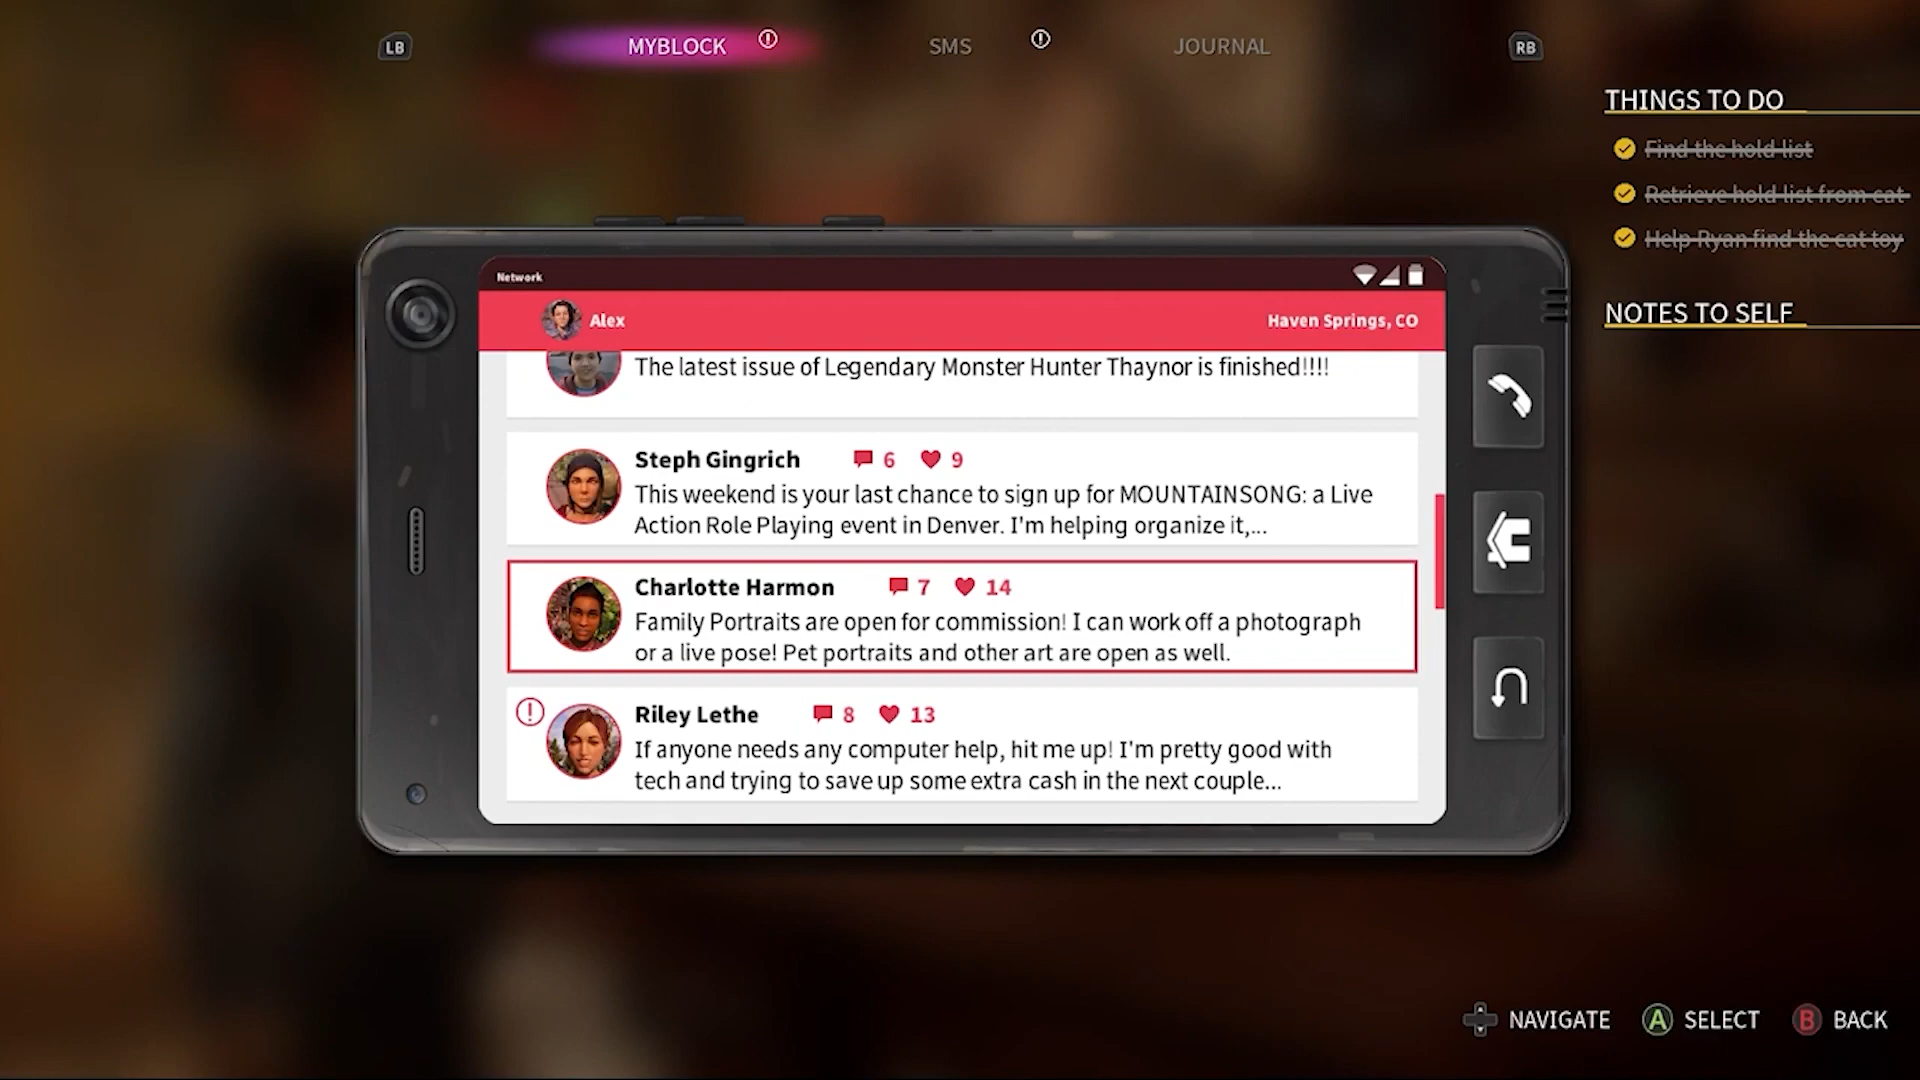 LB
MYBLOCK
SMS
JOURNAL
RB
THINGS TO DO
Find the hold list
Retrieve hold list from cat
Help Ryan find the cat toy
NOTES TO SELF
Network
Alex
Haven Springs, CO
The latest issue of Legendary Monster Hunter Thaynor is finished!!!!
Steph Gingrich 6 9
This weekend is your last chance to sign up for MOUNTAINSONG: a Live
Action Role Playing event in Denver. I'm helping organize it,...
Charlotte Harmon 7 14
Family Portraits are open for commission! I can work off a photograph
or a live pose! Pet portraits and other art are open as well.
Riley Lethe 8 13
If anyone needs any computer help, hit me up! I'm pretty good with
tech and trying to save up some extra cash in the next couple...
NAVIGATE
A SELECT
B BACK